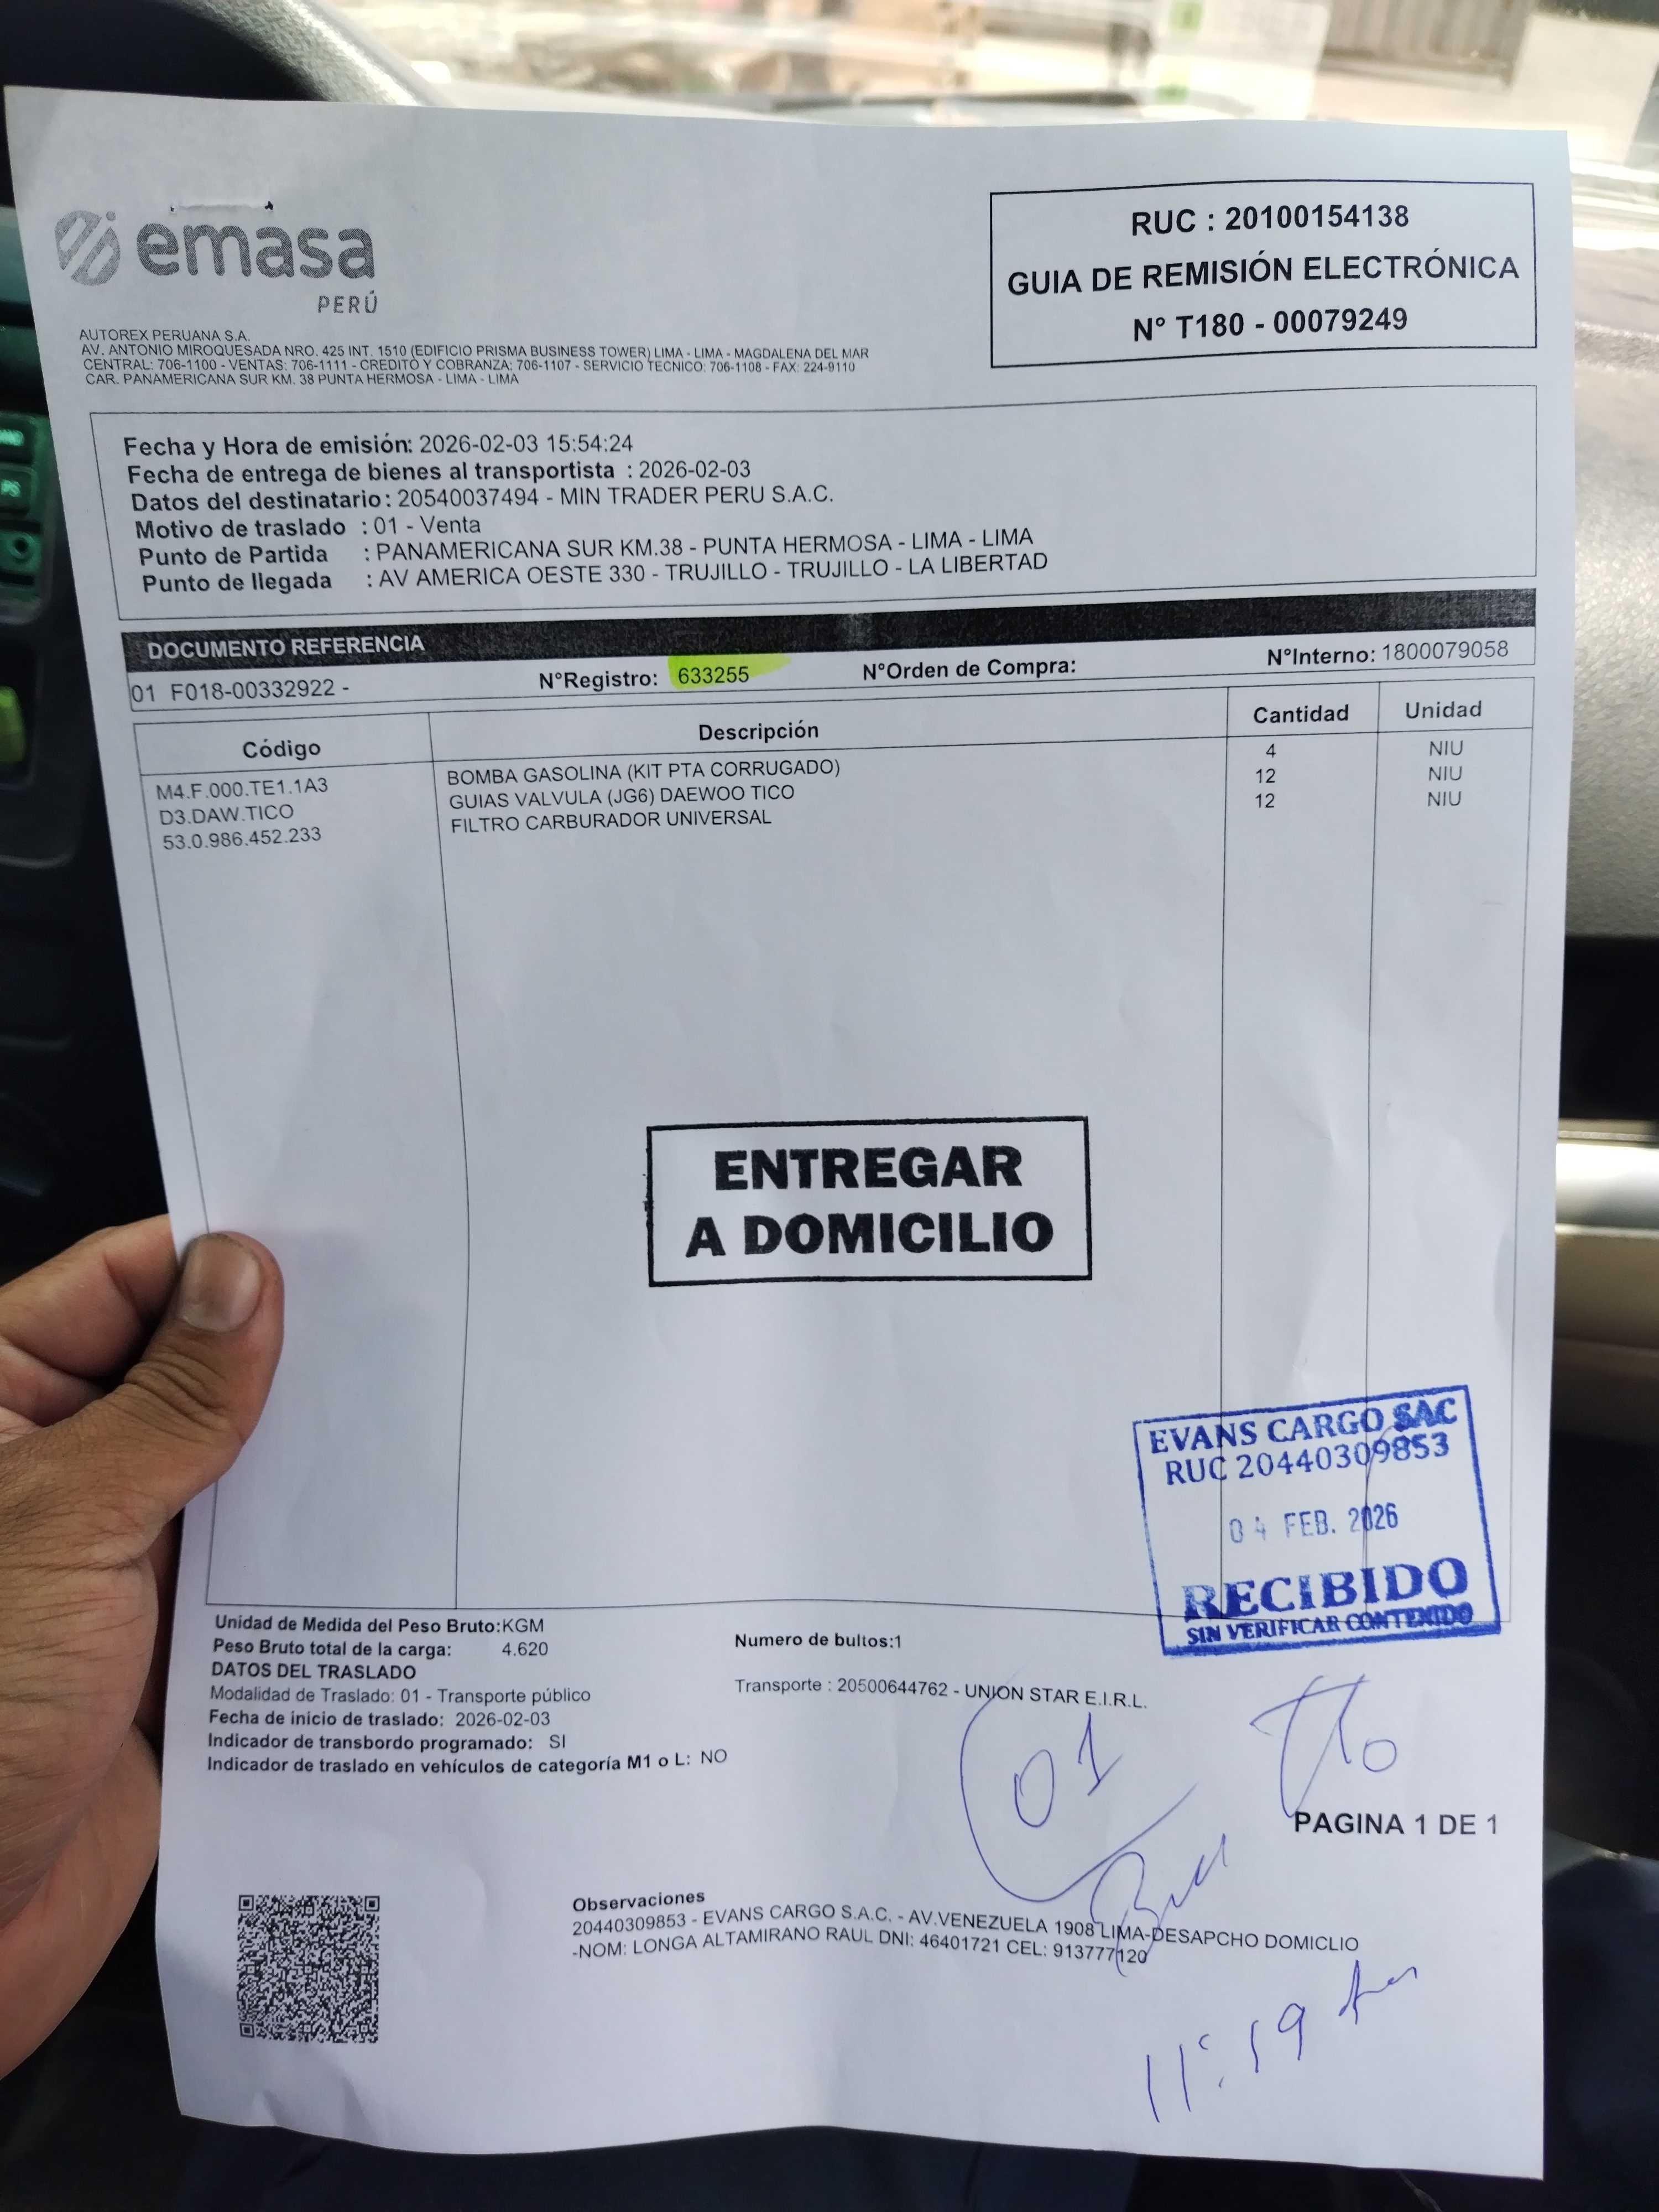 emasa
PERÚ
RUC : 20100154138
GUIA DE REMISIÓN ELECTRÓNICA
N° T180 - 00079249
AUTOREX PERUANA S.A.
AV. ANTONIO MIROQUESADA NRO. 425 INT. 1510 (EDIFICIO PRISMA BUSINESS TOWER) LIMA - LIMA - MAGDALENA DEL MAR
CENTRAL: 706-1100 - VENTAS: 706-1111 - CREDITO Y COBRANZA: 706-1107 - SERVICIO TECNICO: 706-1108 - FAX: 224-9110
CAR. PANAMERICANA SUR KM. 38 PUNTA HERMOSA - LIMA - LIMA
Fecha y Hora de emisión: 2026-02-03 15:54:24
Fecha de entrega de bienes al transportista : 2026-02-03
Datos del destinatario : 20540037494 - MIN TRADER PERU S.A.C.
Motivo de traslado : 01 - Venta
Punto de Partida : PANAMERICANA SUR KM.38 - PUNTA HERMOSA - LIMA - LIMA
Punto de llegada : AV AMERICA OESTE 330 - TRUJILLO - TRUJILLO - LA LIBERTAD
DOCUMENTO REFERENCIA
01 F018-00332922 - N°Registro: 633255 N°Orden de Compra: N°Interno: 1800079058
Código Descripción Cantidad Unidad
M4.F.000.TE1.1A3 BOMBA GASOLINA (KIT PTA CORRUGADO) 4 NIU
D3.DAW.TICO GUIAS VALVULA (JG6) DAEWOO TICO 12 NIU
53.0.986.452.233 FILTRO CARBURADOR UNIVERSAL 12 NIU
ENTREGAR
A DOMICILIO
EVANS CARGO SAC
RUC 20440309853
04 FEB. 2026
RECIBIDO
SIN VERIFICAR CONTENIDO
Unidad de Medida del Peso Bruto:KGM
Peso Bruto total de la carga: 4.620 Numero de bultos:1
DATOS DEL TRASLADO
Modalidad de Traslado: 01 - Transporte público Transporte : 20500644762 - UNION STAR E.I.R.L.
Fecha de inicio de traslado: 2026-02-03
Indicador de transbordo programado: SI
Indicador de traslado en vehículos de categoría M1 o L: NO
01
PAGINA 1 DE 1
Observaciones
20440309853 - EVANS CARGO S.A.C. - AV.VENEZUELA 1908 LIMA-DESAPCHO DOMICLIO
-NOM: LONGA ALTAMIRANO RAUL DNI: 46401721 CEL: 913777120
11:59